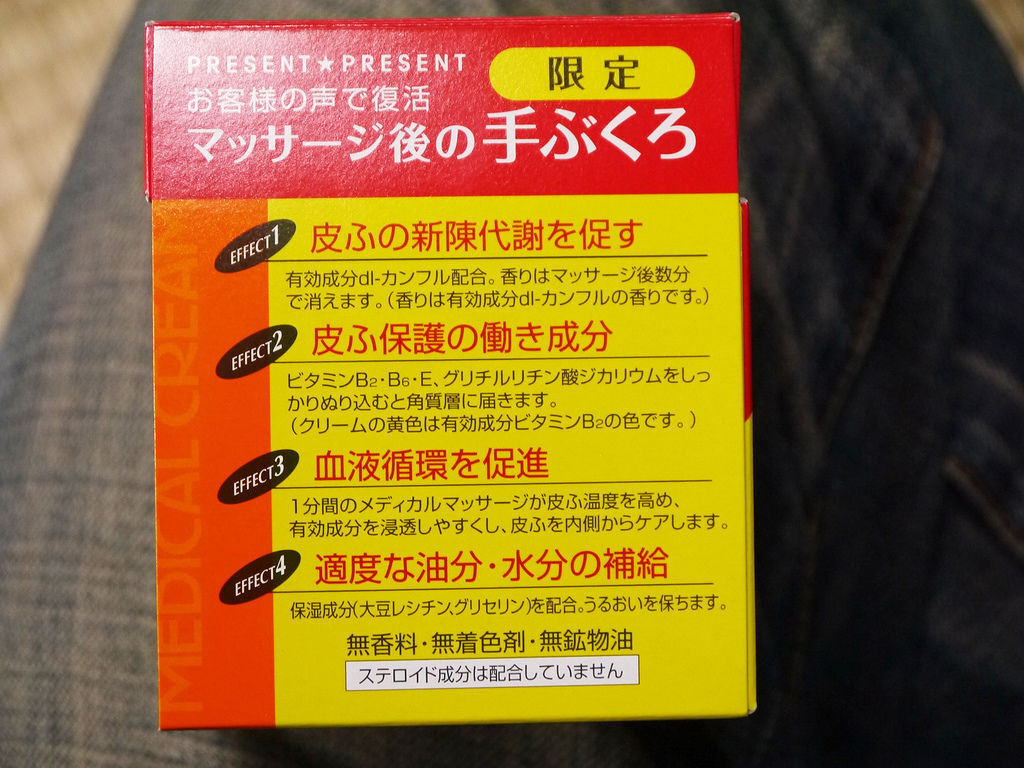 PRESENT★PRESENT
限定
お客様の声で復活
マッサージ後の手ぶくろ
EFFECT1 皮ふの新陳代謝を促す
有効成分dl-カンフル配合。香りはマッサージ後数分
で消えます。(香りは有効成分dl-カンフルの香りです。)
EFFECT2 皮ふ保護の働き成分
ビタミンB₂・B₆・E、グリチルリチン酸ジカリウムをしっ
かりぬり込むと角質層に届きます。
(クリームの黄色は有効成分ビタミンB₂の色です。)
EFFECT3 血液循環を促進
1分間のメディカルマッサージが皮ふ温度を高め、
有効成分を浸透しやすくし、皮ふを内側からケアします。
EFFECT4 適度な油分・水分の補給
保湿成分(大豆レシチン、グリセリン)を配合。うるおいを保ちます。
無香料・無着色剤・無鉱物油
ステロイド成分は配合していません
MEDICAL CREAM